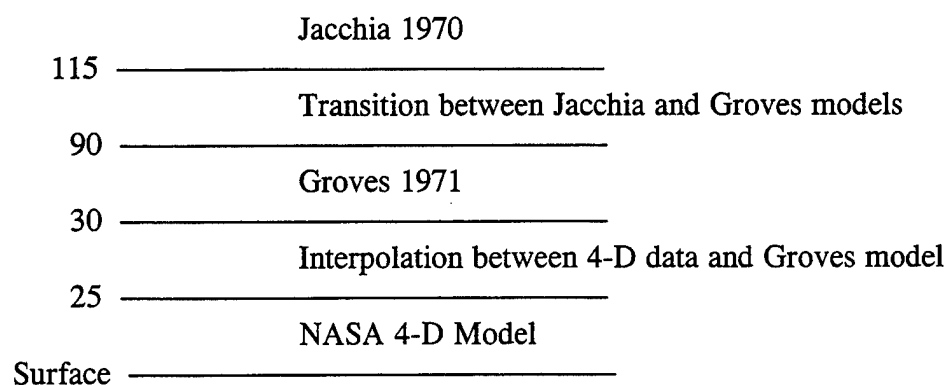 Jacchia 1970
115
Transition between Jacchia and Groves models
90
Groves 1971
30
Interpolation between 4-D data and Groves model
25
NASA 4-D Model
Surface